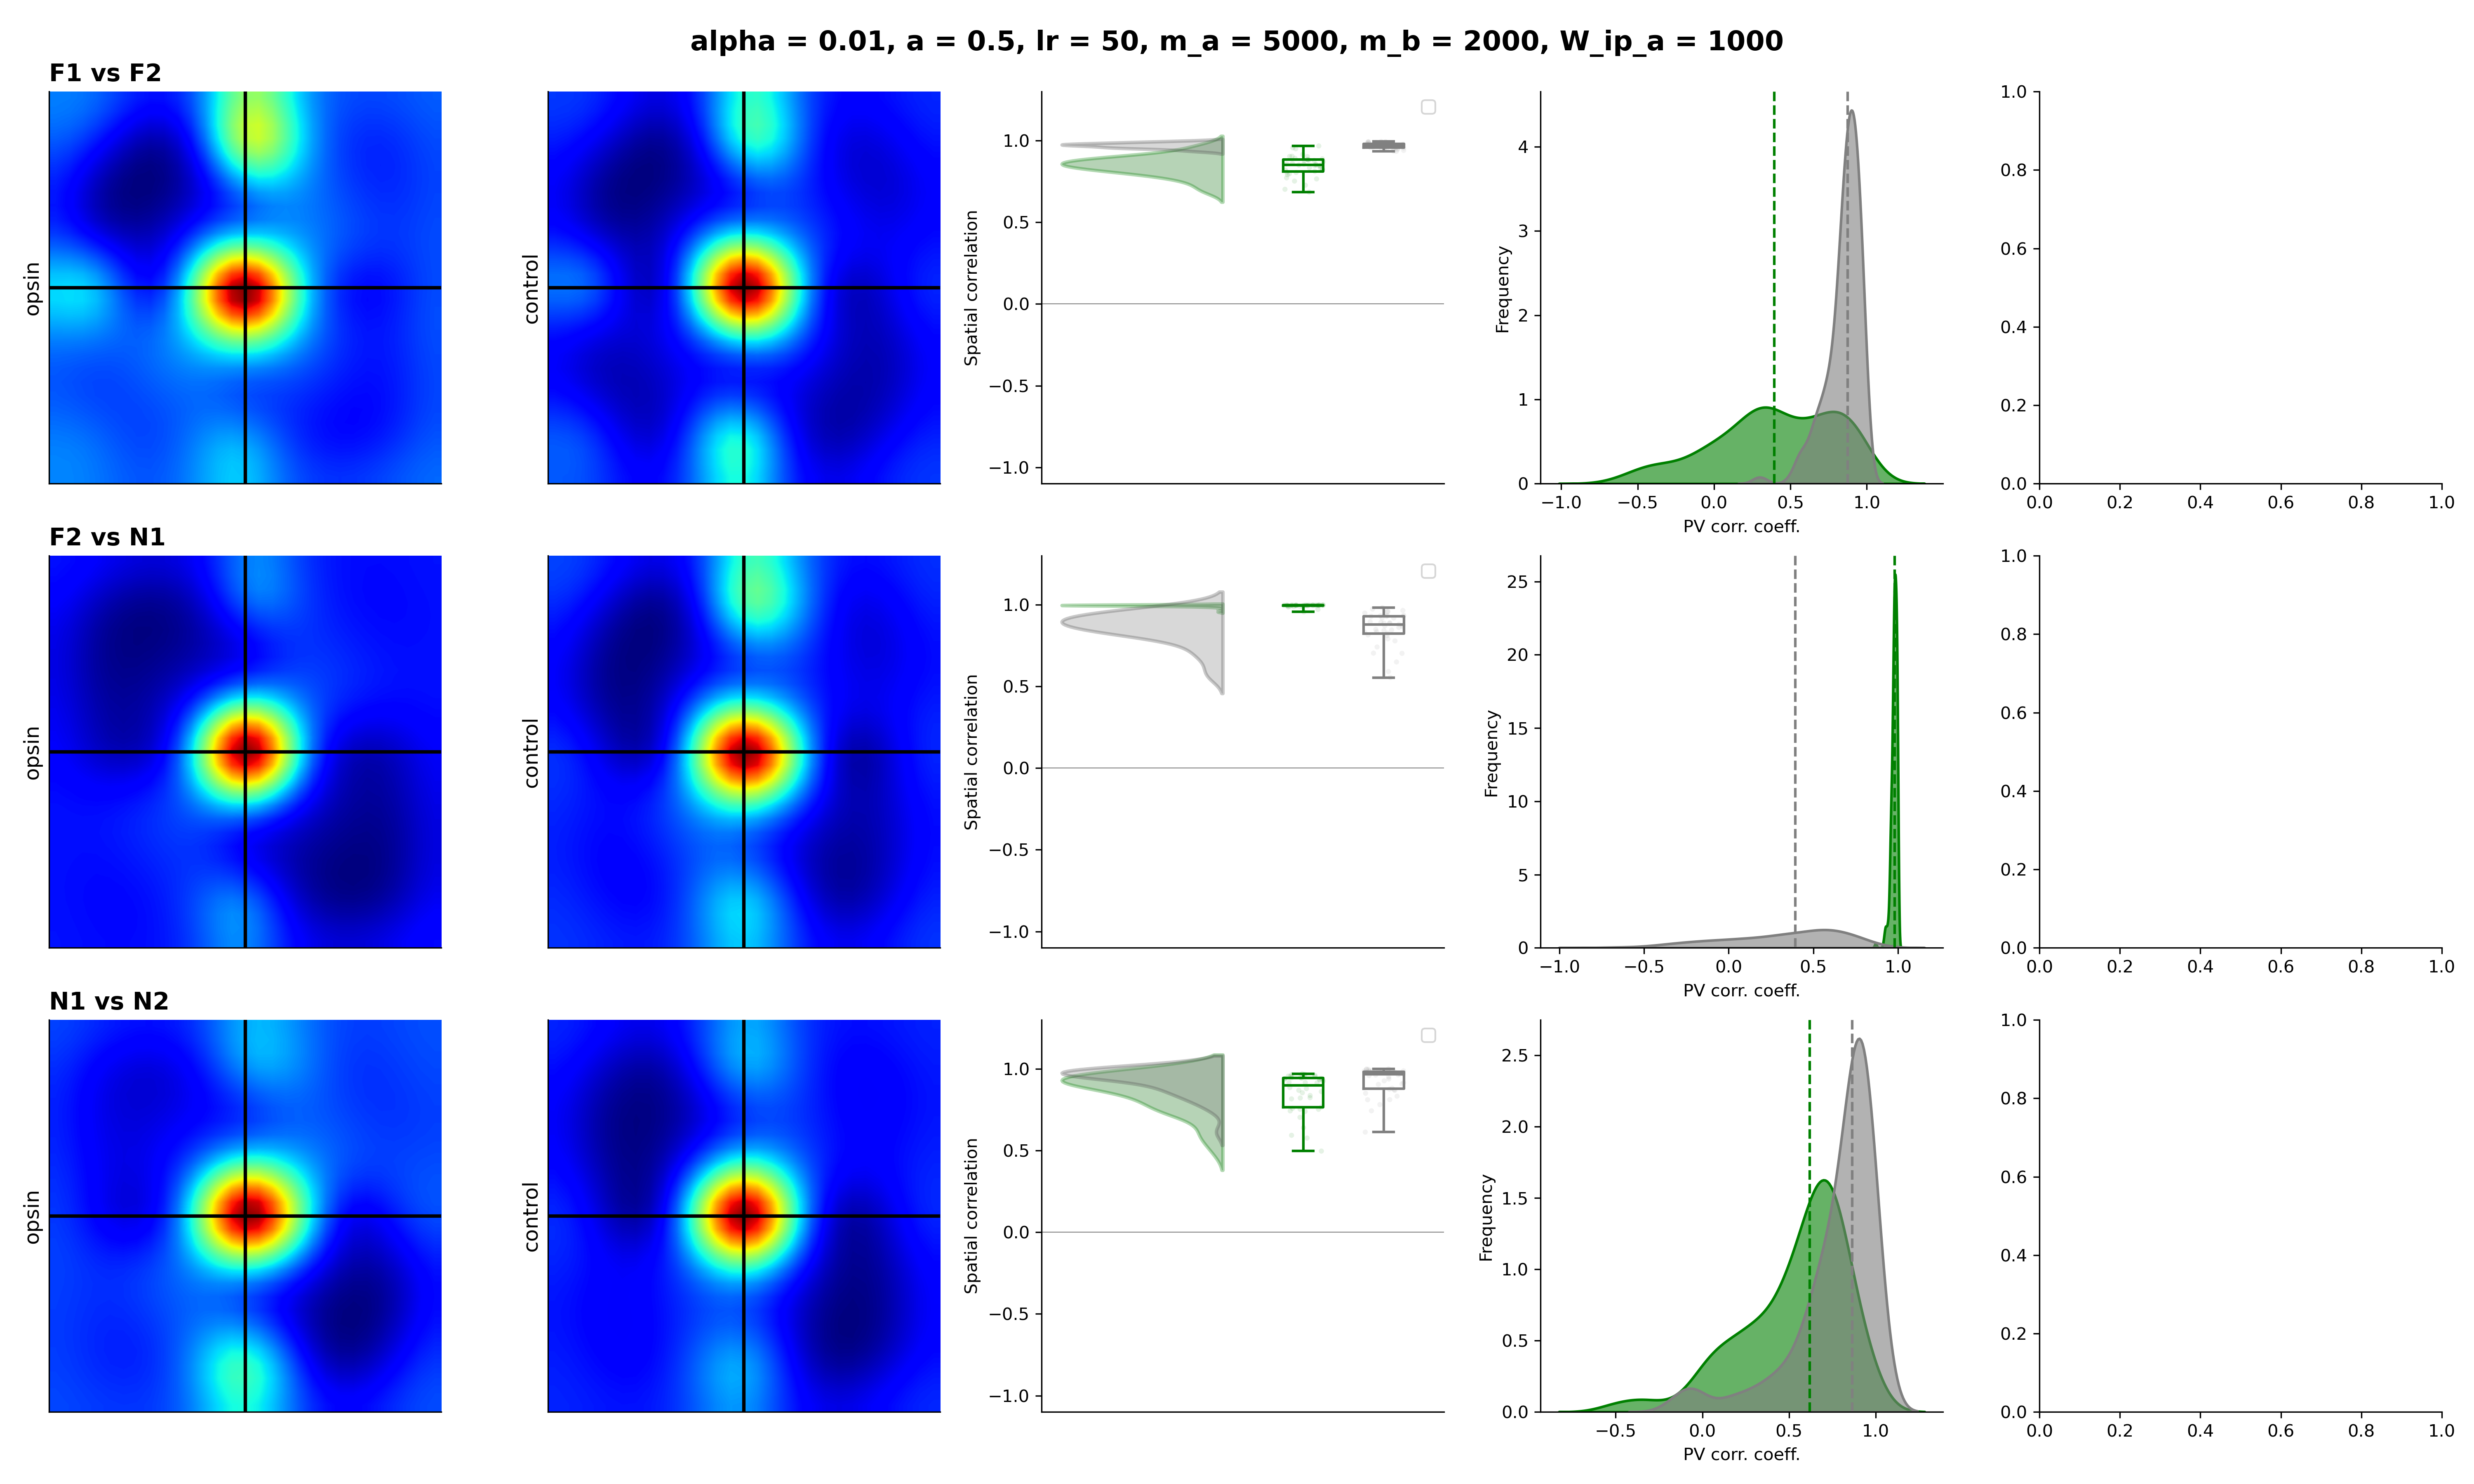 alpha = 0.01, a = 0.5, lr = 50, m_a = 5000, m_b = 2000, W_ip_a = 1000
F1 vs F2
opsin
control
Spatial correlation
1.0
0.5
0.0
−0.5
−1.0
Frequency
4
3
2
1
0
−1.0 −0.5 0.0 0.5 1.0
PV corr. coeff.
1.0
0.8
0.6
0.4
0.2
0.0
0.0 0.2 0.4 0.6 0.8 1.0
F2 vs N1
opsin
control
Spatial correlation
1.0
0.5
0.0
−0.5
−1.0
Frequency
25
20
15
10
5
0
−1.0 −0.5 0.0 0.5 1.0
PV corr. coeff.
1.0
0.8
0.6
0.4
0.2
0.0
0.0 0.2 0.4 0.6 0.8 1.0
N1 vs N2
opsin
control
Spatial correlation
1.0
0.5
0.0
−0.5
−1.0
Frequency
2.5
2.0
1.5
1.0
0.5
0.0
−0.5 0.0 0.5 1.0
PV corr. coeff.
1.0
0.8
0.6
0.4
0.2
0.0
0.0 0.2 0.4 0.6 0.8 1.0